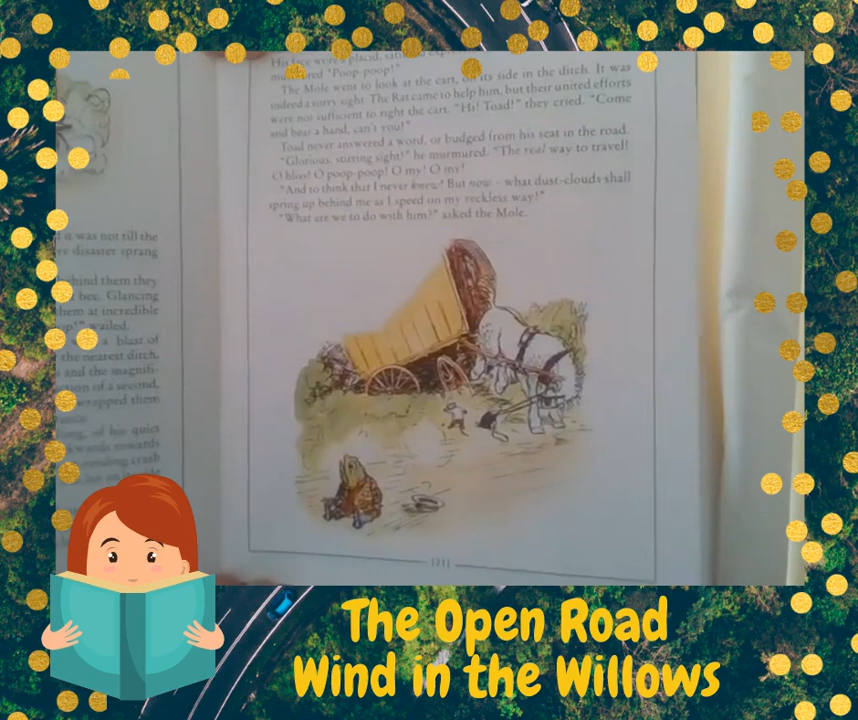 it was not till the
disaster sprang
behind them they
bee. Glancing
them at incredible
wailed.
a blast of
the nearest ditch,
and the magnifi-
of a second,
wrapped them
of his quiet
towards
crash
His face wore a placid,
murmured "Poop-poop!"
The Mole went to look at the cart, on its side in the ditch. It was
indeed a sorry sight. The Rat came to help him, but their united efforts
were not sufficient to right the cart. "Hi! Toad!" they cried. "Come
and bear a hand, can't you!"
Toad never answered a word, or budged from his seat in the road.
"Glorious, stirring sight!" he murmured. "The real way to travel!
O bliss! O poop-poop! O my! O my!
"And to think that I never knew! But now – what dust-clouds shall
spring up behind me as I speed on my reckless way!"
"What are we to do with him?" asked the Mole.
The Open Road
Wind in the Willows